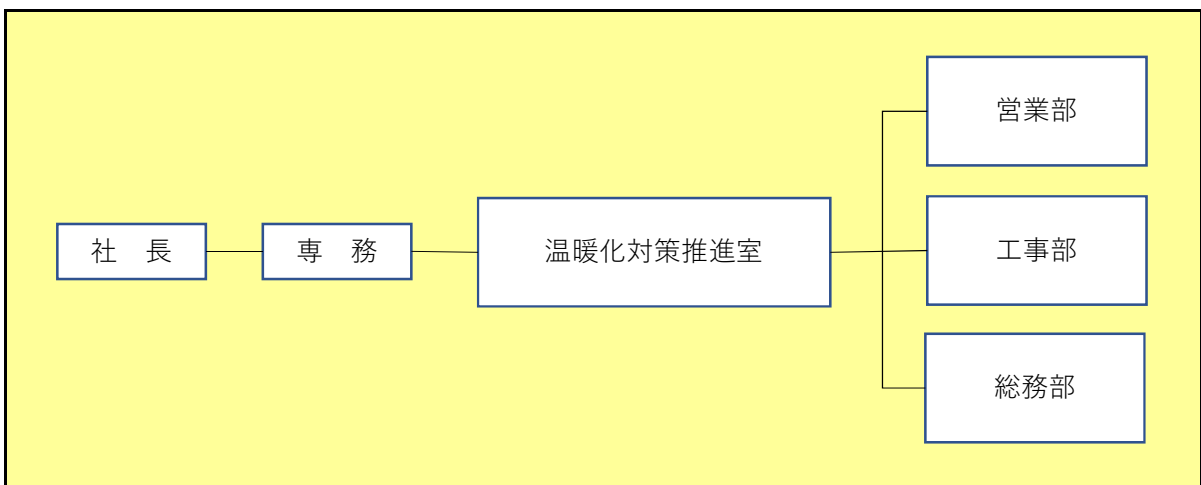 社　長
専　務
温暖化対策推進室
営業部
工事部
総務部